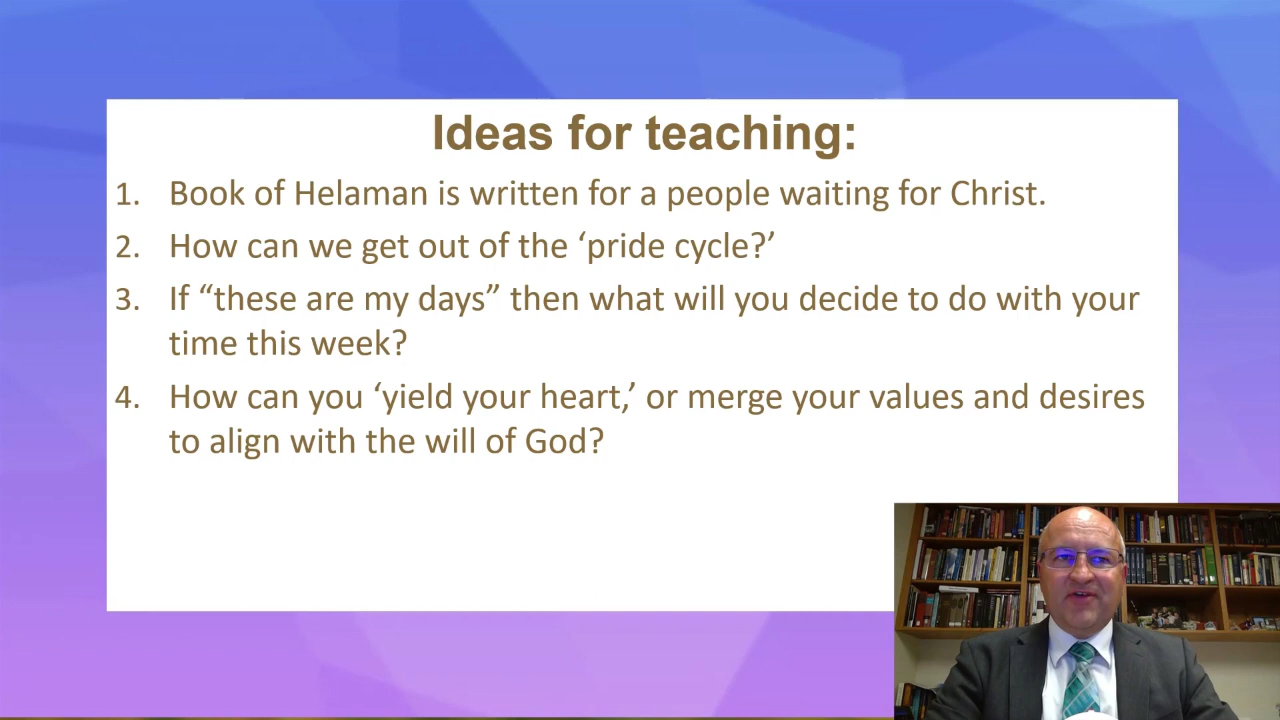 Ideas for teaching:
1. Book of Helaman is written for a people waiting for Christ.
2. How can we get out of the ‘pride cycle?’
3. If “these are my days” then what will you decide to do with your
time this week?
4. How can you ‘yield your heart,’ or merge your values and desires
to align with the will of God?